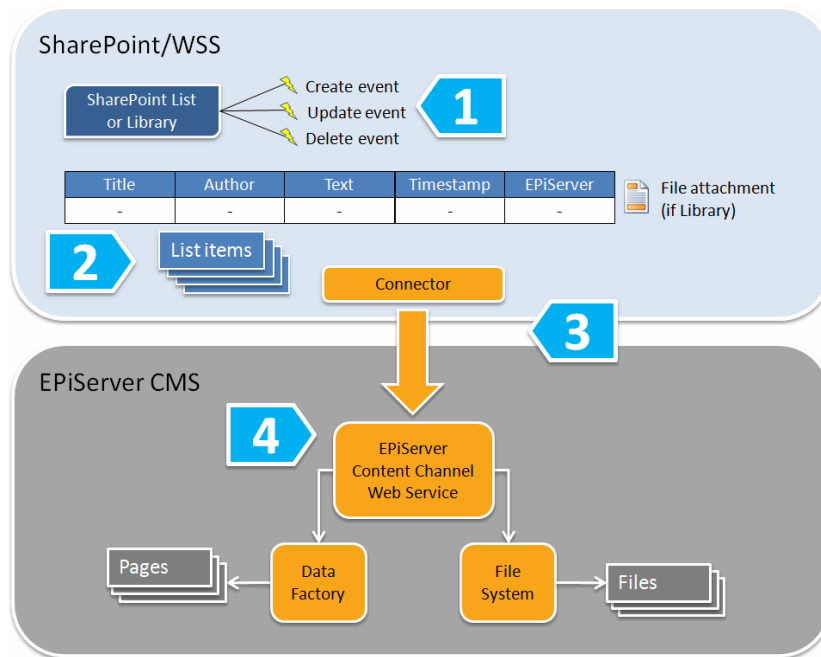 SharePoint/WSS
SharePoint List
or Library
Create event
Update event
Delete event
1
Title Author Text Timestamp EPiServer
- - - - -
File attachment
(if Library)
2
List items
Connector
3
EPiServer CMS
4
EPiServer
Content Channel
Web Service
Pages
Data
Factory
File
System
Files